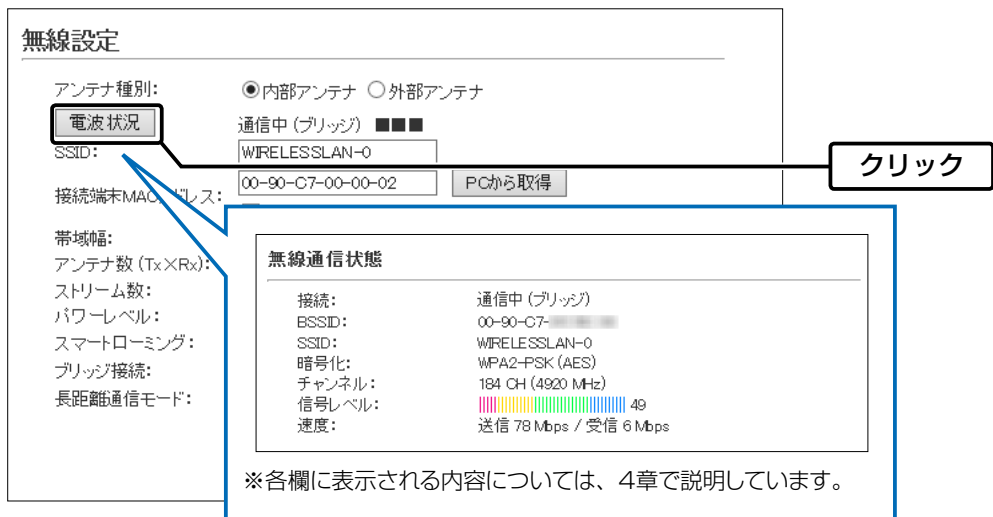 無線設定
アンテナ種別: ◉内部アンテナ ○外部アンテナ
電波状況 通信中 (ブリッジ) ■■■
SSID: WIRELESSLAN-0
クリック
接続端末MACアドレス: 00-90-C7-00-00-02 PCから取得
帯域幅:
アンテナ数 (Tx×Rx):
ストリーム数:
パワーレベル:
スマートローミング:
ブリッジ接続:
長距離通信モード:
無線通信状態
接続: 通信中 (ブリッジ)
BSSID: 00-90-C7-
SSID: WIRELESSLAN-0
暗号化: WPA2-PSK (AES)
チャンネル: 184 CH (4920 MHz)
信号レベル: 49
速度: 送信 78 Mbps / 受信 6 Mbps
※各欄に表示される内容については、4章で説明しています。